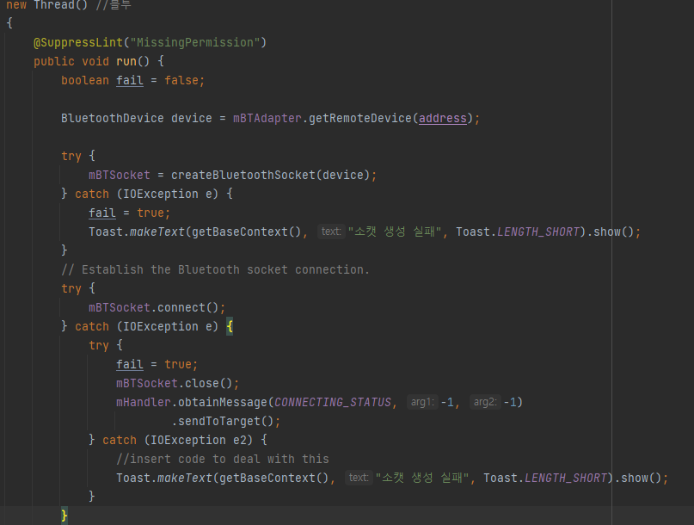 new Thread() //블루
{
@SuppressLint("MissingPermission")
public void run() {
boolean fail = false;
BluetoothDevice device = mBTAdapter.getRemoteDevice(address);
try {
mBTSocket = createBluetoothSocket(device);
} catch (IOException e) {
fail = true;
Toast.makeText(getBaseContext(), text: "소캣 생성 실패", Toast.LENGTH_SHORT).show();
}
// Establish the Bluetooth socket connection.
try {
mBTSocket.connect();
} catch (IOException e) {
try {
fail = true;
mBTSocket.close();
mHandler.obtainMessage(CONNECTING_STATUS, arg1: -1, arg2: -1)
.sendToTarget();
} catch (IOException e2) {
//insert code to deal with this
Toast.makeText(getBaseContext(), text: "소캣 생성 실패", Toast.LENGTH_SHORT).show();
}
}